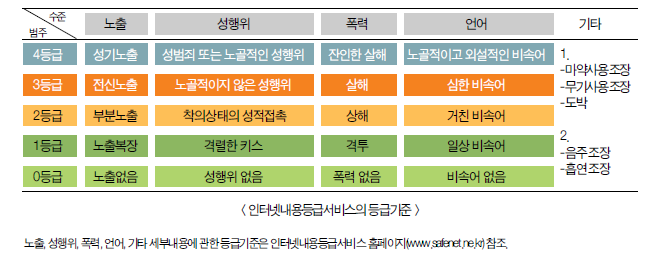 수준 노출 성행위 폭력 언어 기타
범주
4등급 성기노출 성범죄 또는 노골적인 성행위 잔인한 살해 노골적이고 외설적인 비속어
3등급 전신노출 노골적이지 않은 성행위 살해 심한 비속어
2등급 부분노출 착의상태의 성적접촉 상해 거친 비속어
1등급 노출복장 격렬한 키스 격투 일상 비속어
0등급 노출없음 성행위 없음 폭력 없음 비속어 없음
1.
-마약사용조장
-무기사용조장
-도박
2.
-음주조장
-흡연조장
< 인터넷내용등급서비스의 등급기준 >
노출, 성행위, 폭력, 언어, 기타 세부내용에 관한 등급기준은 인터넷내용등급서비스 홈페이지(www.safenet.ne.kr) 참조.